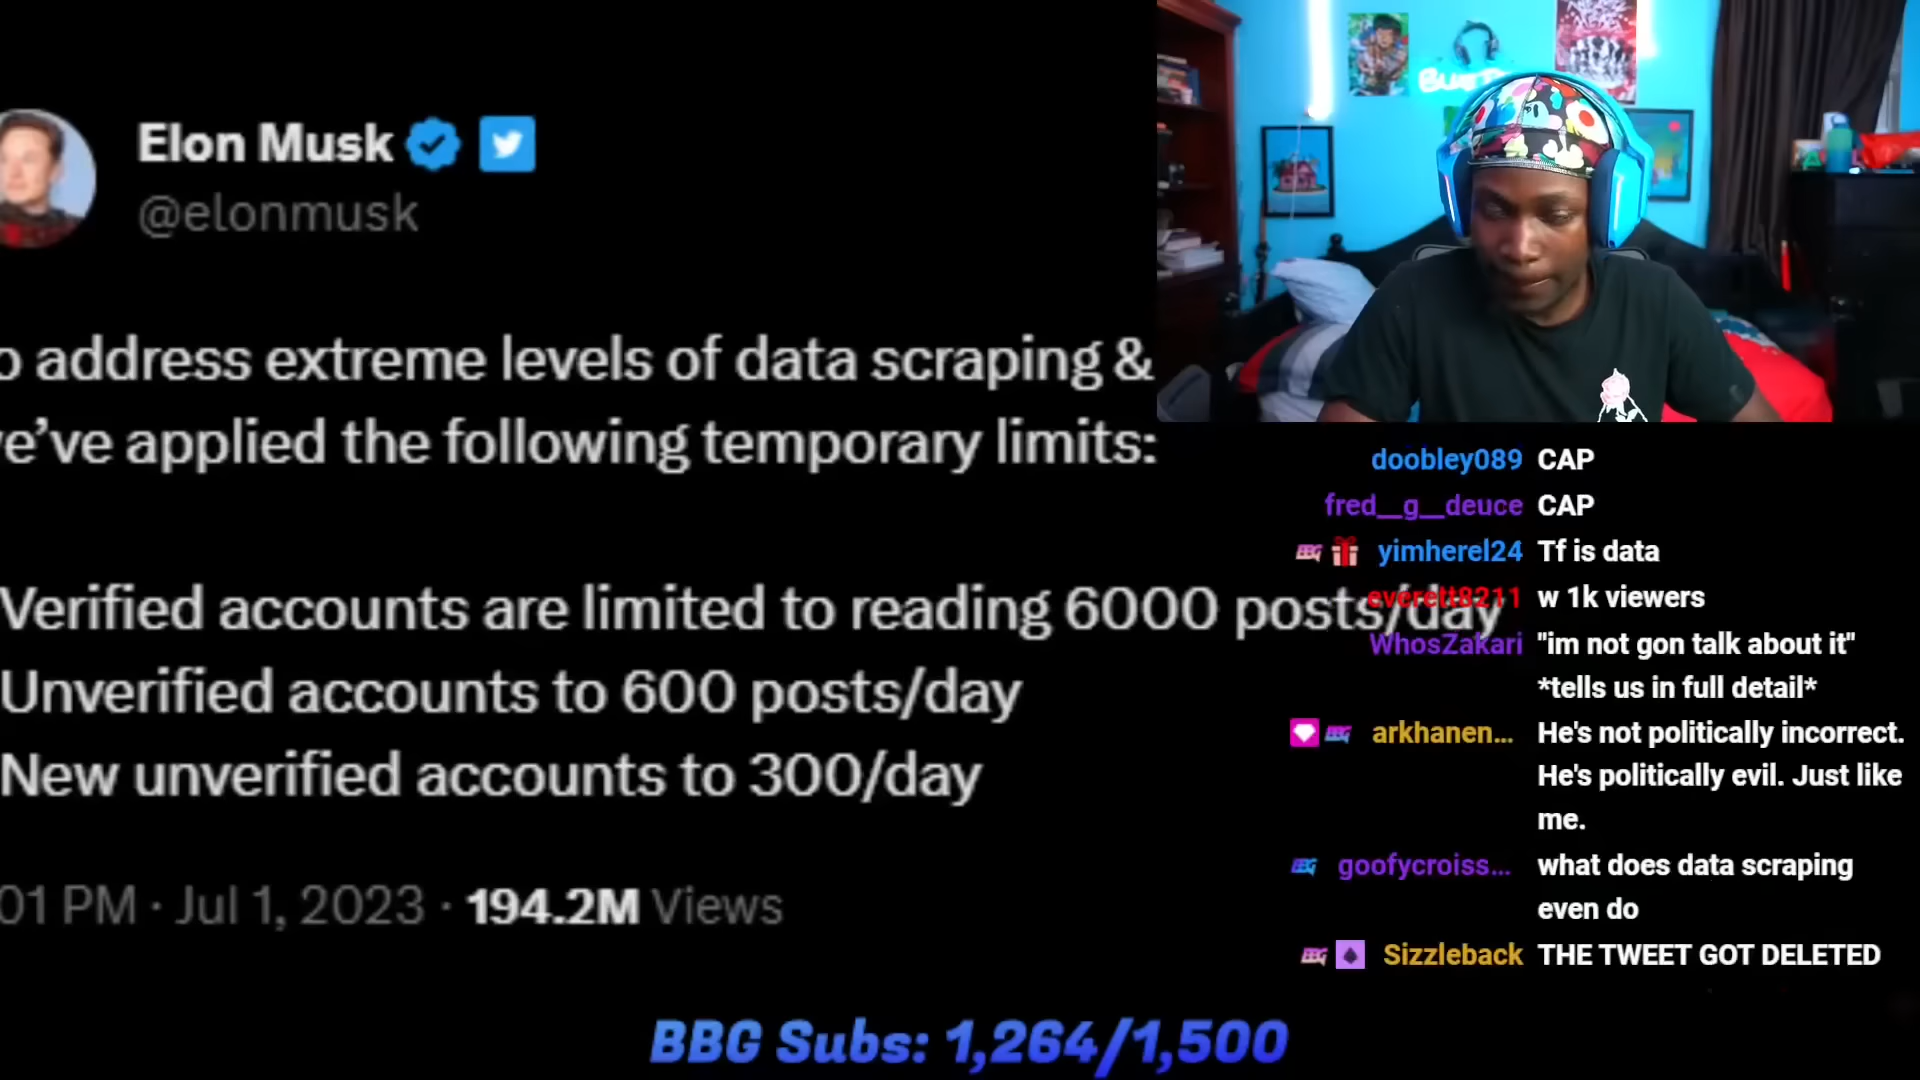 Elon Musk
@elonmusk
o address extreme levels of data scraping &
e've applied the following temporary limits:
Verified accounts are limited to reading 6000 posts/day
Unverified accounts to 600 posts/day
New unverified accounts to 300/day
01 PM · Jul 1, 2023 · 194.2M Views
doobley089 CAP
fred__g__deuce CAP
BBG yimherel24 Tf is data
everett8211 w 1k viewers
WhosZakari "im not gon talk about it"
*tells us in full detail*
BBG arkhanen... He's not politically incorrect.
He's politically evil. Just like
me.
BBG goofycroiss... what does data scraping
even do
BBG Sizzleback THE TWEET GOT DELETED
BBG Subs: 1,264/1,500